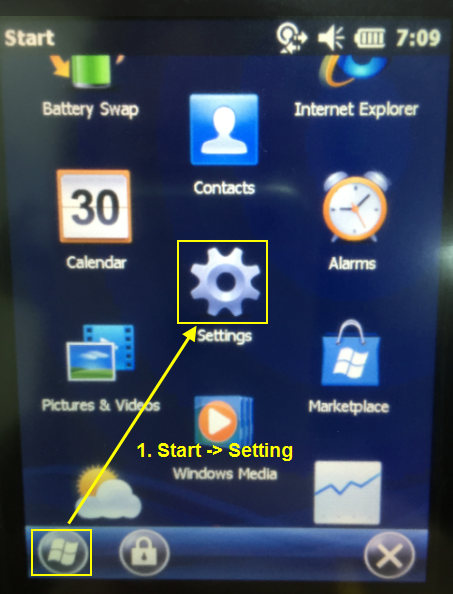 Start
7:09
Battery Swap
Internet Explorer
Contacts
30
Calendar
Alarms
Settings
Pictures & Videos
Marketplace
1. Start -> Setting
Windows Media